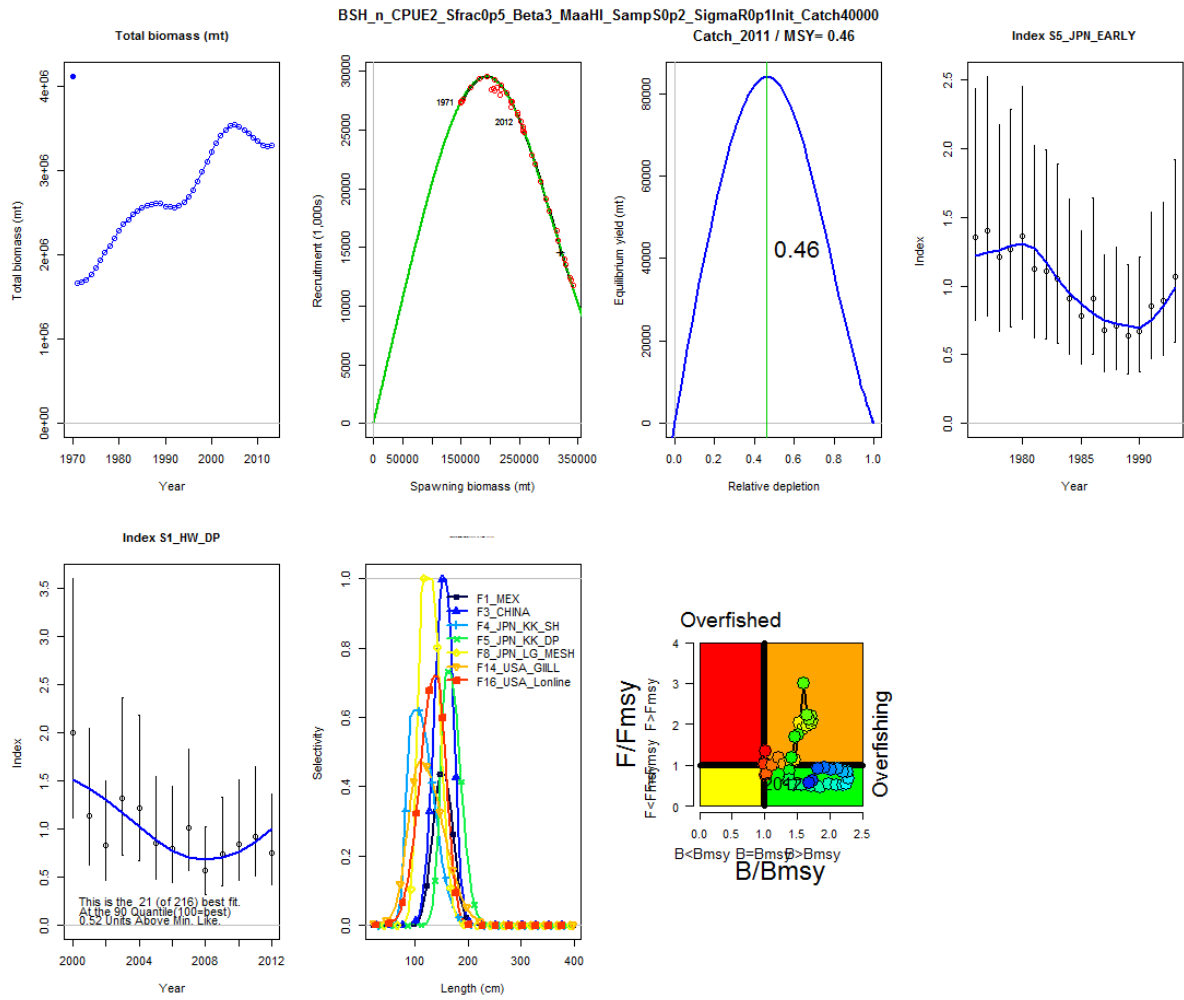 BSH_n_CPUE2_Sfrac0p5_Beta3_MaaHI_SampS0p2_SigmaR0p1Init_Catch40000
Total biomass (mt)
Catch_2011 / MSY= 0.46
Index S5_JPN_EARLY
Total biomass (mt)
0e+00
1e+06
2e+06
3e+06
4e+06
1970
1980
1990
2000
2010
Year
Recruitment (1,000s)
0
5000
10000
15000
20000
25000
30000
1971
2012
0
50000
150000
250000
350000
Spawning biomass (mt)
Equilibrium yield (mt)
0
20000
40000
60000
80000
0.46
0.0
0.2
0.4
0.6
0.8
1.0
Relative depletion
Index
0.0
0.5
1.0
1.5
2.0
2.5
1980
1985
1990
Year
Index S1_HW_DP
Index
0.0
0.5
1.0
1.5
2.0
2.5
3.0
3.5
This is the 21 (of 216) best fit.
At the 90 Quantile(100=best)
0.52 Units Above Min. Like.
2000
2004
2008
2012
Year
Selectivity
0.0
0.2
0.4
0.6
0.8
1.0
F1_MEX
F3_CHINA
F4_JPN_KK_SH
F5_JPN_KK_DP
F8_JPN_LG_MESH
F14_USA_GIILL
F16_USA_Lonline
100
200
300
400
Length (cm)
Overfished
F/Fmsy
F>Fmsy
0
1
2
3
4
Overfishing
0.0
0.5
1.0
1.5
2.0
2.5
B<Bmsy
B=Bmsy
B>Bmsy
B/Bmsy